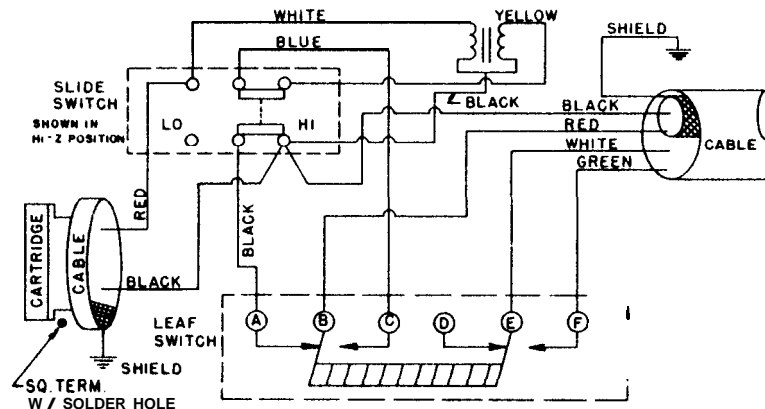 WHITE
YELLOW
BLUE
SHIELD
SLIDE
SWITCH
SHOWN IN
Hi-Z POSITION
LO
HI
BLACK
BLACK
RED
WHITE
GREEN
CABLE
RED
BLACK
CARTRIDGE
CABLE
BLACK
LEAF
SWITCH
A
B
C
D
E
F
SHIELD
SQ. TERM.
W/ SOLDER HOLE